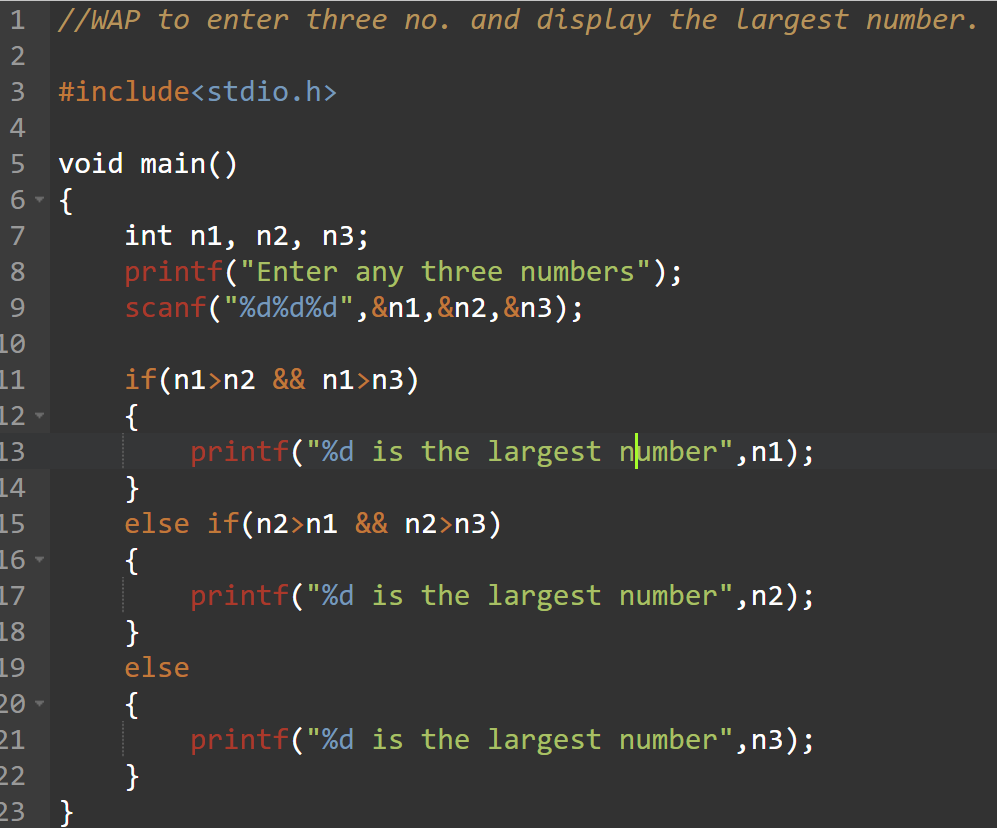 1 //WAP to enter three no. and display the largest number.
2
3 #include<stdio.h>
4
5 void main()
6 {
7     int n1, n2, n3;
8     printf("Enter any three numbers");
9     scanf("%d%d%d",&n1,&n2,&n3);
10
11     if(n1>n2 && n1>n3)
12     {
13         printf("%d is the largest number",n1);
14     }
15     else if(n2>n1 && n2>n3)
16     {
17         printf("%d is the largest number",n2);
18     }
19     else
20     {
21         printf("%d is the largest number",n3);
22     }
23 }